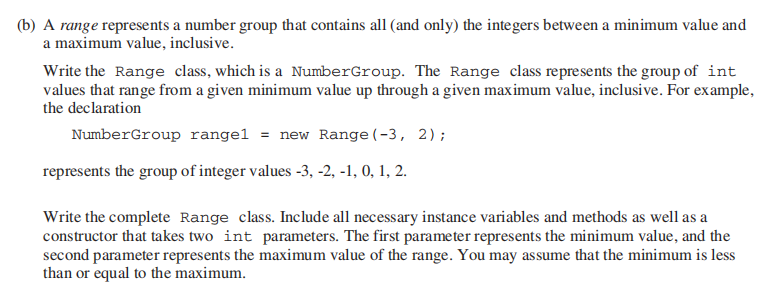 (b) A range represents a number group that contains all (and only) the integers between a minimum value and
a maximum value, inclusive.
Write the Range class, which is a NumberGroup. The Range class represents the group of int
values that range from a given minimum value up through a given maximum value, inclusive. For example,
the declaration
NumberGroup range1 = new Range(-3, 2);
represents the group of integer values -3, -2, -1, 0, 1, 2.
Write the complete Range class. Include all necessary instance variables and methods as well as a
constructor that takes two int parameters. The first parameter represents the minimum value, and the
second parameter represents the maximum value of the range. You may assume that the minimum is less
than or equal to the maximum.